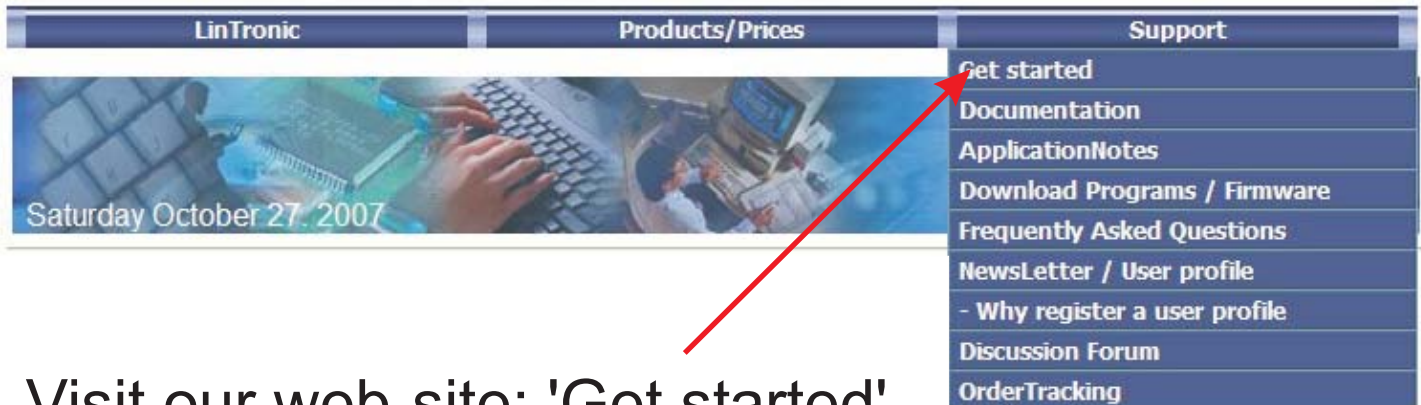 LinTronic Products/Prices Support
Get started
Documentation
ApplicationNotes
Download Programs / Firmware
Saturday October 27. 2007
Frequently Asked Questions
NewsLetter / User profile
- Why register a user profile
Discussion Forum
OrderTracking
Visit our web-site: 'Get started'